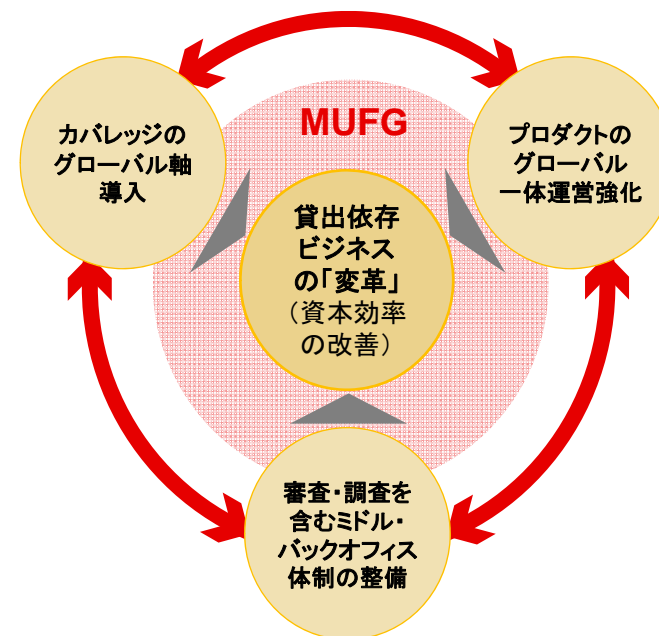 MUFG
カバレッジの
グローバル軸
導入
プロダクトの
グローバル
一体運営強化
貸出依存
ビジネス
の「変革」
（資本効率
の改善）
審査・調査を
含むミドル・
バックオフィス
体制の整備